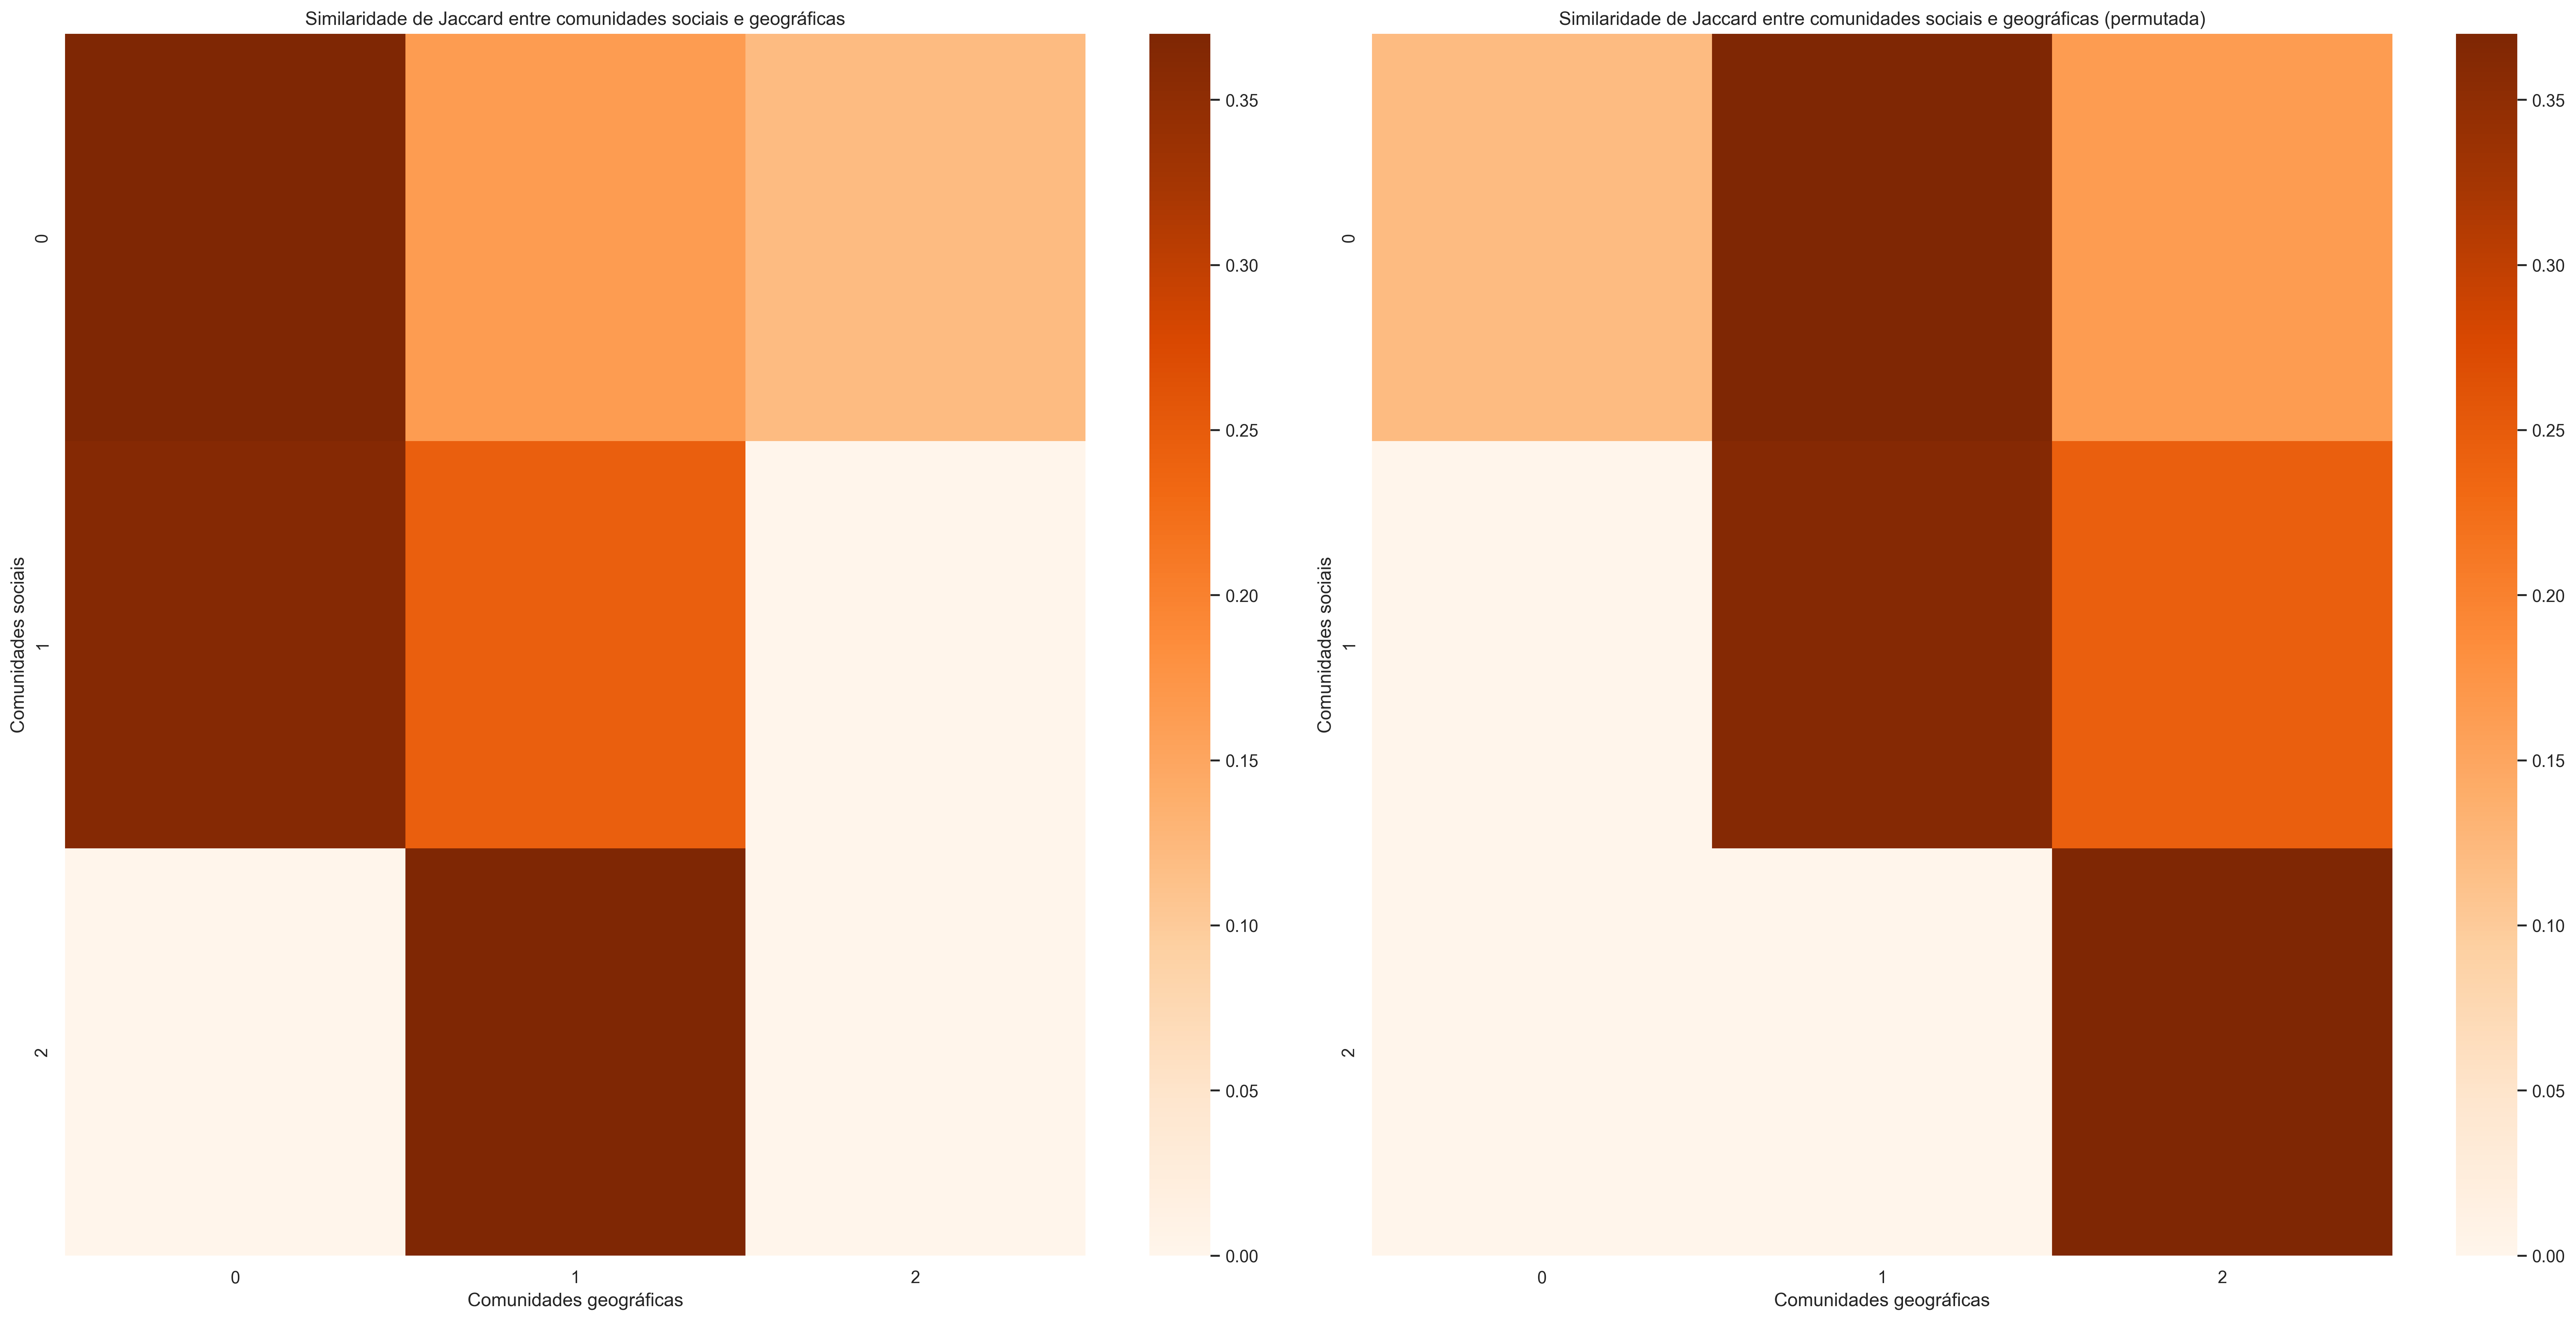 Similaridade de Jaccard entre comunidades sociais e geográficas
Comunidades sociais
0
1
2
0 1 2
Comunidades geográficas
0.35
0.30
0.25
0.20
0.15
0.10
0.05
0.00
Similaridade de Jaccard entre comunidades sociais e geográficas (permutada)
Comunidades sociais
0
1
2
0 1 2
Comunidades geográficas
0.35
0.30
0.25
0.20
0.15
0.10
0.05
0.00